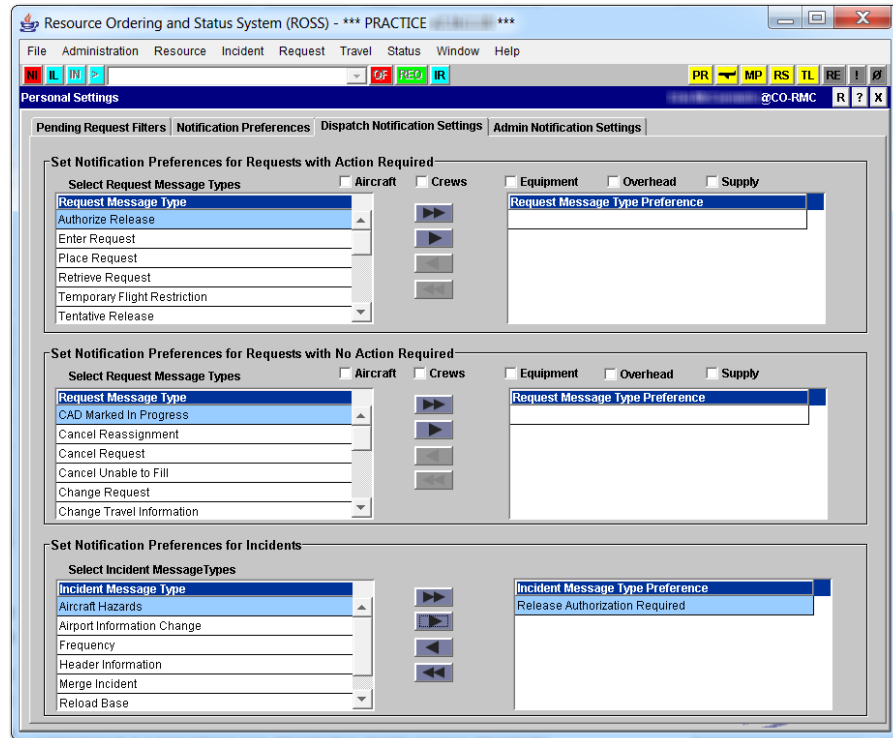 Resource Ordering and Status System (ROSS) - *** PRACTICE ***
File Administration Resource Incident Request Travel Status Window Help
NI IL IN > OF REQ IR PR MP RS TL RE ! Ø
Personal Settings @CO-RMC R ? X
Pending Request Filters Notification Preferences Dispatch Notification Settings Admin Notification Settings
Set Notification Preferences for Requests with Action Required
Select Request Message Types Aircraft Crews Equipment Overhead Supply
Request Message Type Request Message Type Preference
Authorize Release
Enter Request
Place Request
Retrieve Request
Temporary Flight Restriction
Tentative Release
Set Notification Preferences for Requests with No Action Required
Select Request Message Types Aircraft Crews Equipment Overhead Supply
Request Message Type Request Message Type Preference
CAD Marked In Progress
Cancel Reassignment
Cancel Request
Cancel Unable to Fill
Change Request
Change Travel Information
Set Notification Preferences for Incidents
Select Incident MessageTypes
Incident Message Type Incident Message Type Preference
Aircraft Hazards Release Authorization Required
Airport Information Change
Frequency
Header Information
Merge Incident
Reload Base